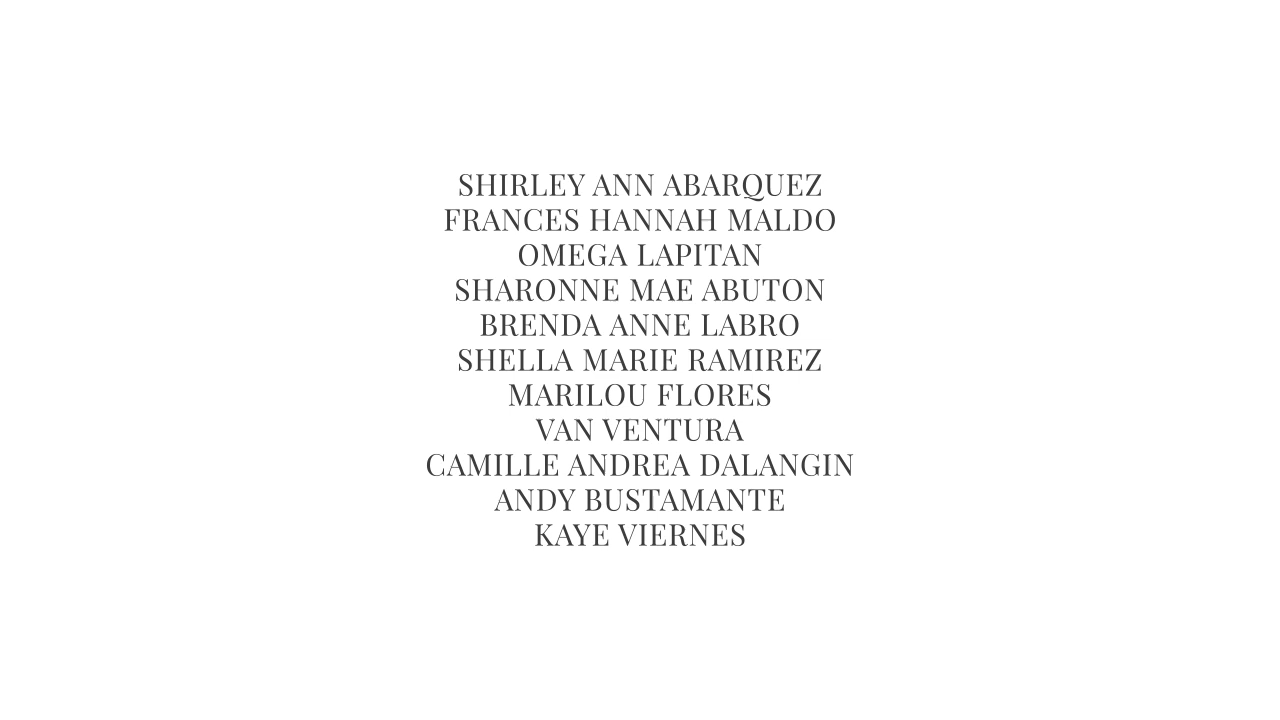 SHIRLEY ANN ABARQUEZ
FRANCES HANNAH MALDO
OMEGA LAPITAN
SHARONNE MAE ABUTON
BRENDA ANNE LABRO
SHELLA MARIE RAMIREZ
MARILOU FLORES
VAN VENTURA
CAMILLE ANDREA DALANGIN
ANDY BUSTAMANTE
KAYE VIERNES